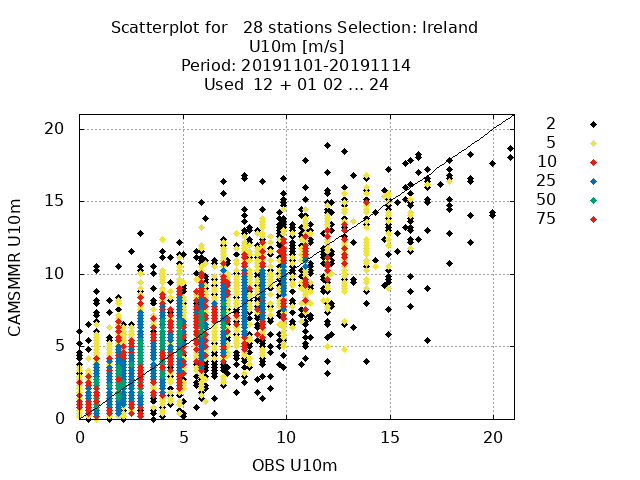 Scatterplot for   28 stations Selection: Ireland
U10m [m/s]
Period: 20191101-20191114
Used  12 + 01 02 ... 24
CAMSMMR U10m
20
15
10
5
0
0 5 10 15 20
OBS U10m
2
5
10
25
50
75